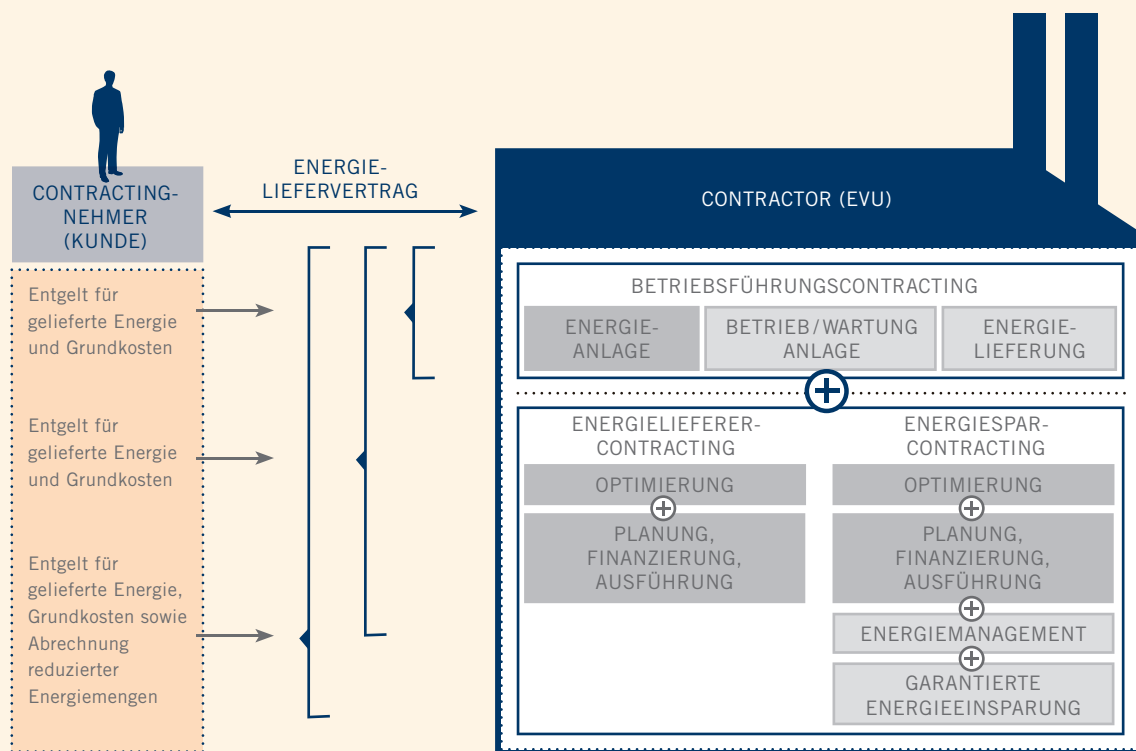 CONTRACTING-
NEHMER
(KUNDE)
ENERGIE-
LIEFERVERTRAG
CONTRACTOR (EVU)
Entgelt für
gelieferte Energie
und Grundkosten
Entgelt für
gelieferte Energie
und Grundkosten
Entgelt für
gelieferte Energie,
Grundkosten sowie
Abrechnung
reduzierter
Energiemengen
BETRIEBSFÜHRUNGSCONTRACTING
ENERGIE-
ANLAGE
BETRIEB/WARTUNG
ANLAGE
ENERGIE-
LIEFERUNG
+
ENERGIELIEFERER-
CONTRACTING
OPTIMIERUNG
+
PLANUNG,
FINANZIERUNG,
AUSFÜHRUNG
ENERGIESPAR-
CONTRACTING
OPTIMIERUNG
+
PLANUNG,
FINANZIERUNG,
AUSFÜHRUNG
+
ENERGIEMANAGEMENT
+
GARANTIERTE
ENERGIEEINSPARUNG